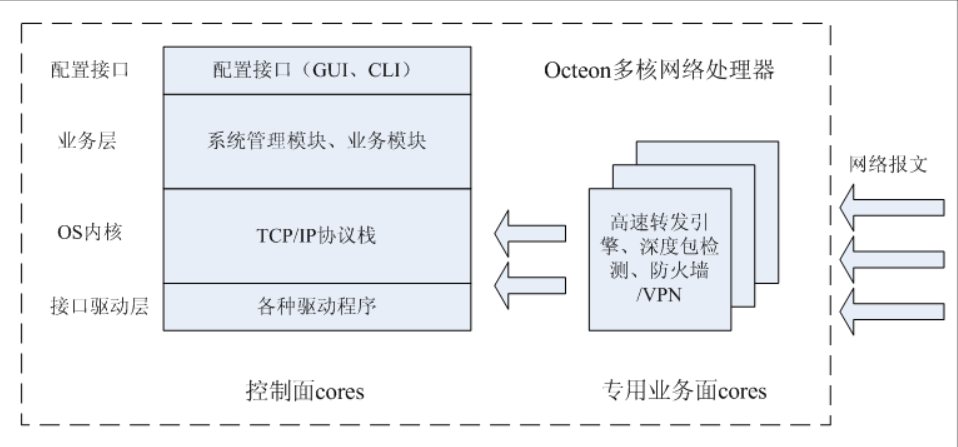 配置接口
配置接口（GUI、CLI）
Octeon多核网络处理器
业务层
系统管理模块、业务模块
网络报文
OS内核
TCP/IP协议栈
高速转发引
擎、深度包检
测、防火墙
/VPN
接口驱动层
各种驱动程序
控制面cores
专用业务面cores